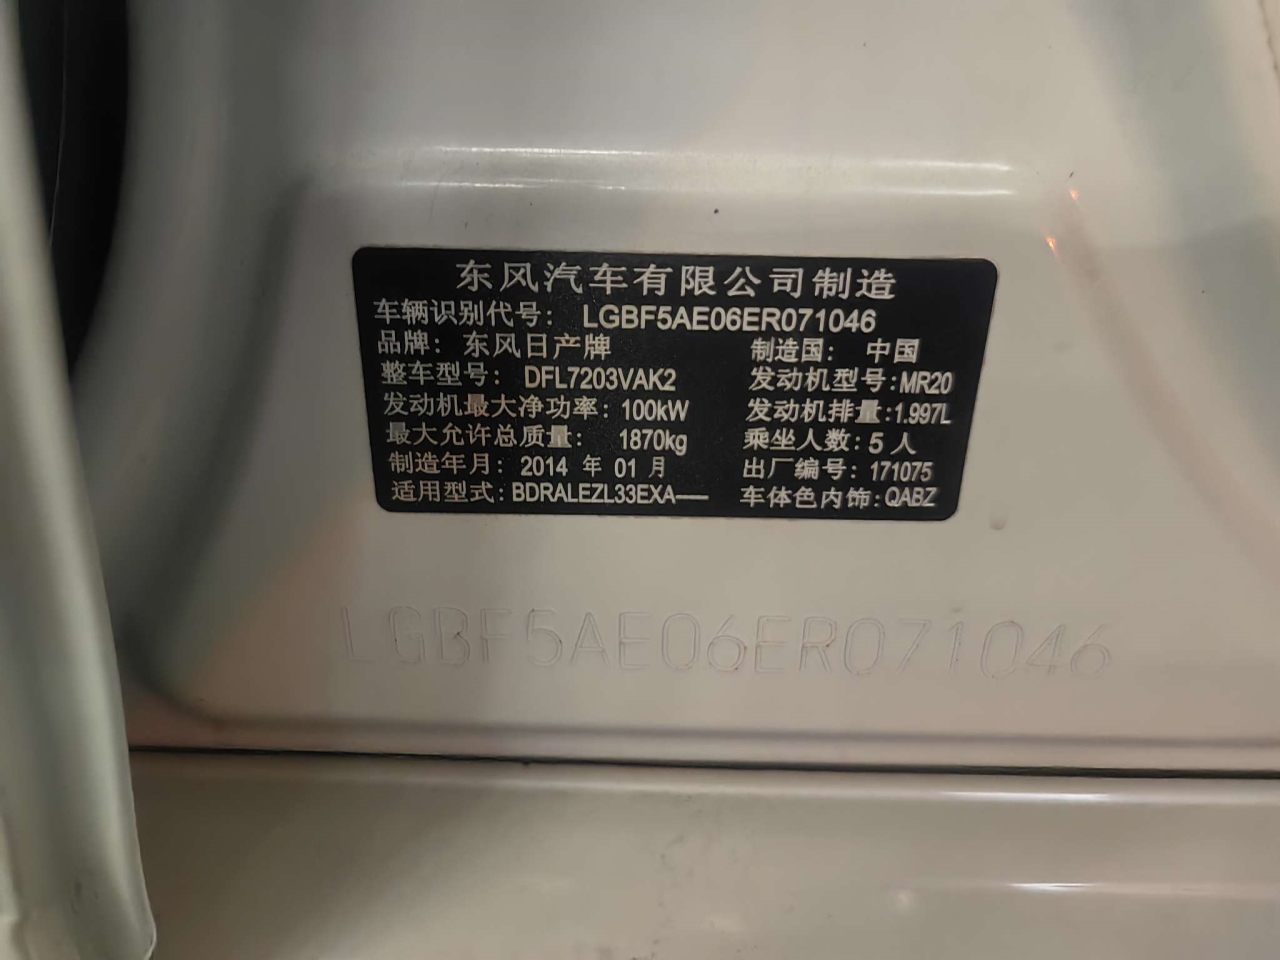 东风汽车有限公司制造
车辆识别代号: LGBF5AE06ER071046
品牌: 东风日产牌 制造国: 中国
整车型号: DFL7203VAK2 发动机型号:MR20
发动机最大净功率: 100kW 发动机排量:1.997L
最大允许总质量: 1870kg 乘坐人数: 5 人
制造年月: 2014 年 01 月 出厂编号: 171075
适用型式: BDRALEZL33EXA-— 车体色内饰: QABZ
LGBF5AE06ER071046